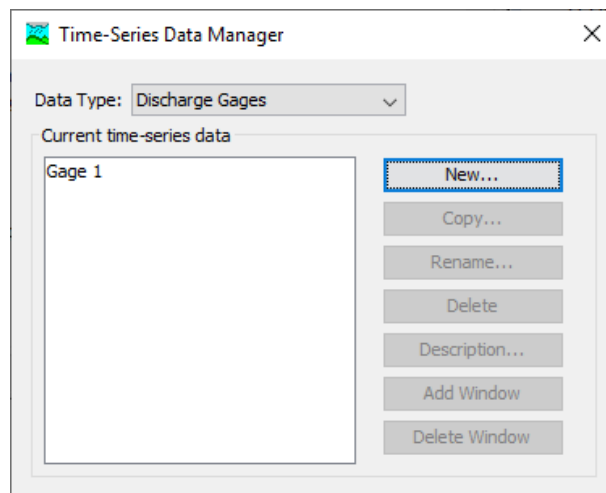 Time-Series Data Manager
Data Type: Discharge Gages
Current time-series data
Gage 1
New...
Copy...
Rename...
Delete
Description...
Add Window
Delete Window